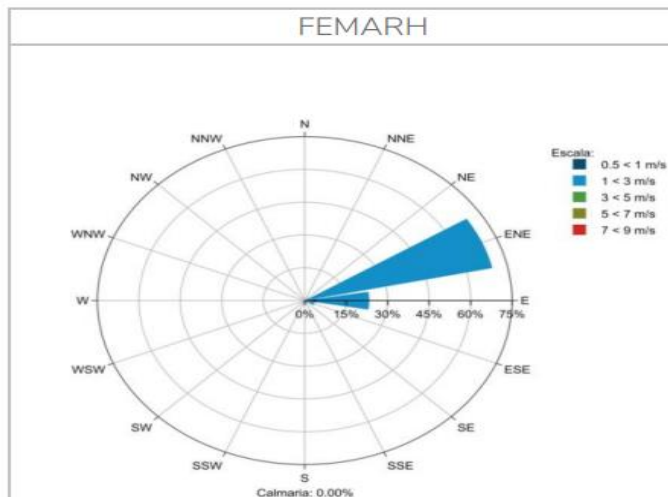 FEMARH
N
NNW NNE
NW NE
Escala:
0.5 < 1 m/s
1 < 3 m/s
3 < 5 m/s
5 < 7 m/s
7 < 9 m/s
WNW ENE
W E
0% 15% 30% 45% 60% 75%
WSW ESE
SW SE
SSW SSE
S
Calmaria: 0.00%